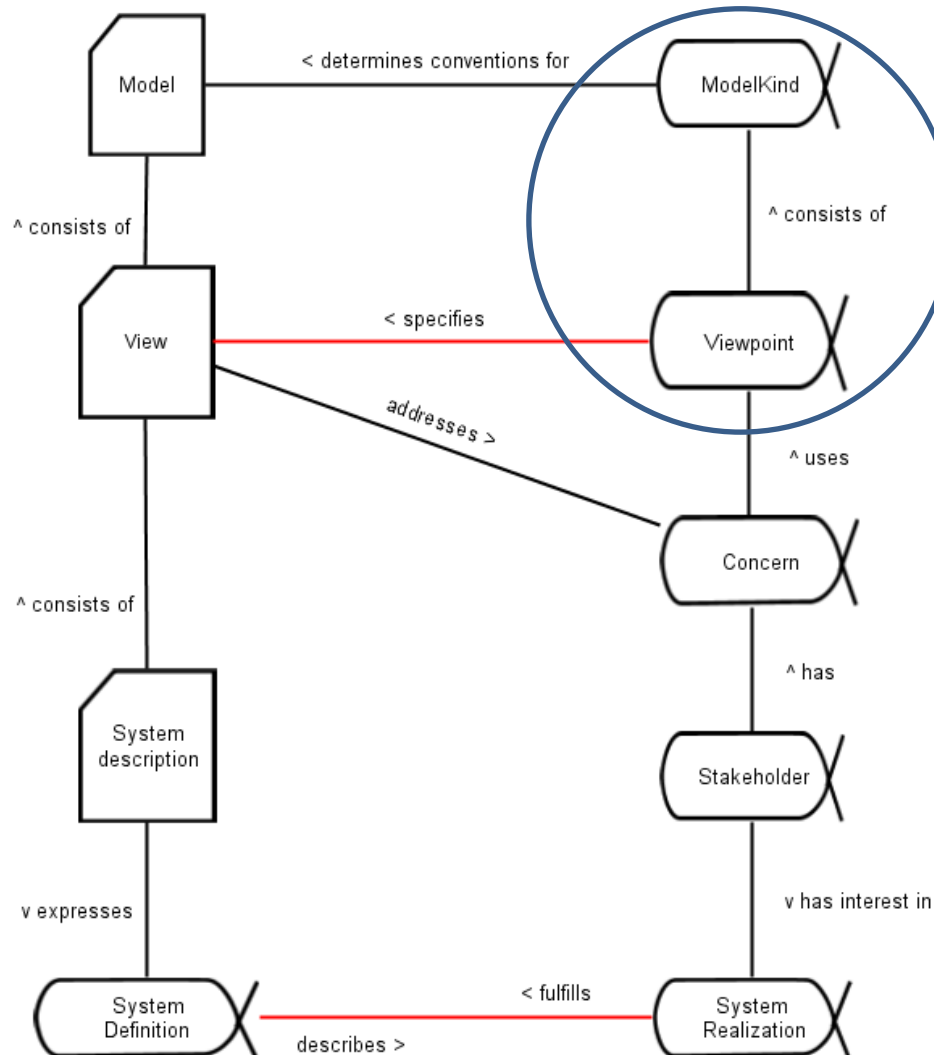 < determines conventions for
Model
ModelKind
^ consists of
^ consists of
< specifies
View
Viewpoint
addresses >
^ uses
Concern
^ consists of
^ has
System
description
Stakeholder
v expresses
v has interest in
< fulfills
System
Definition
System
Realization
describes >